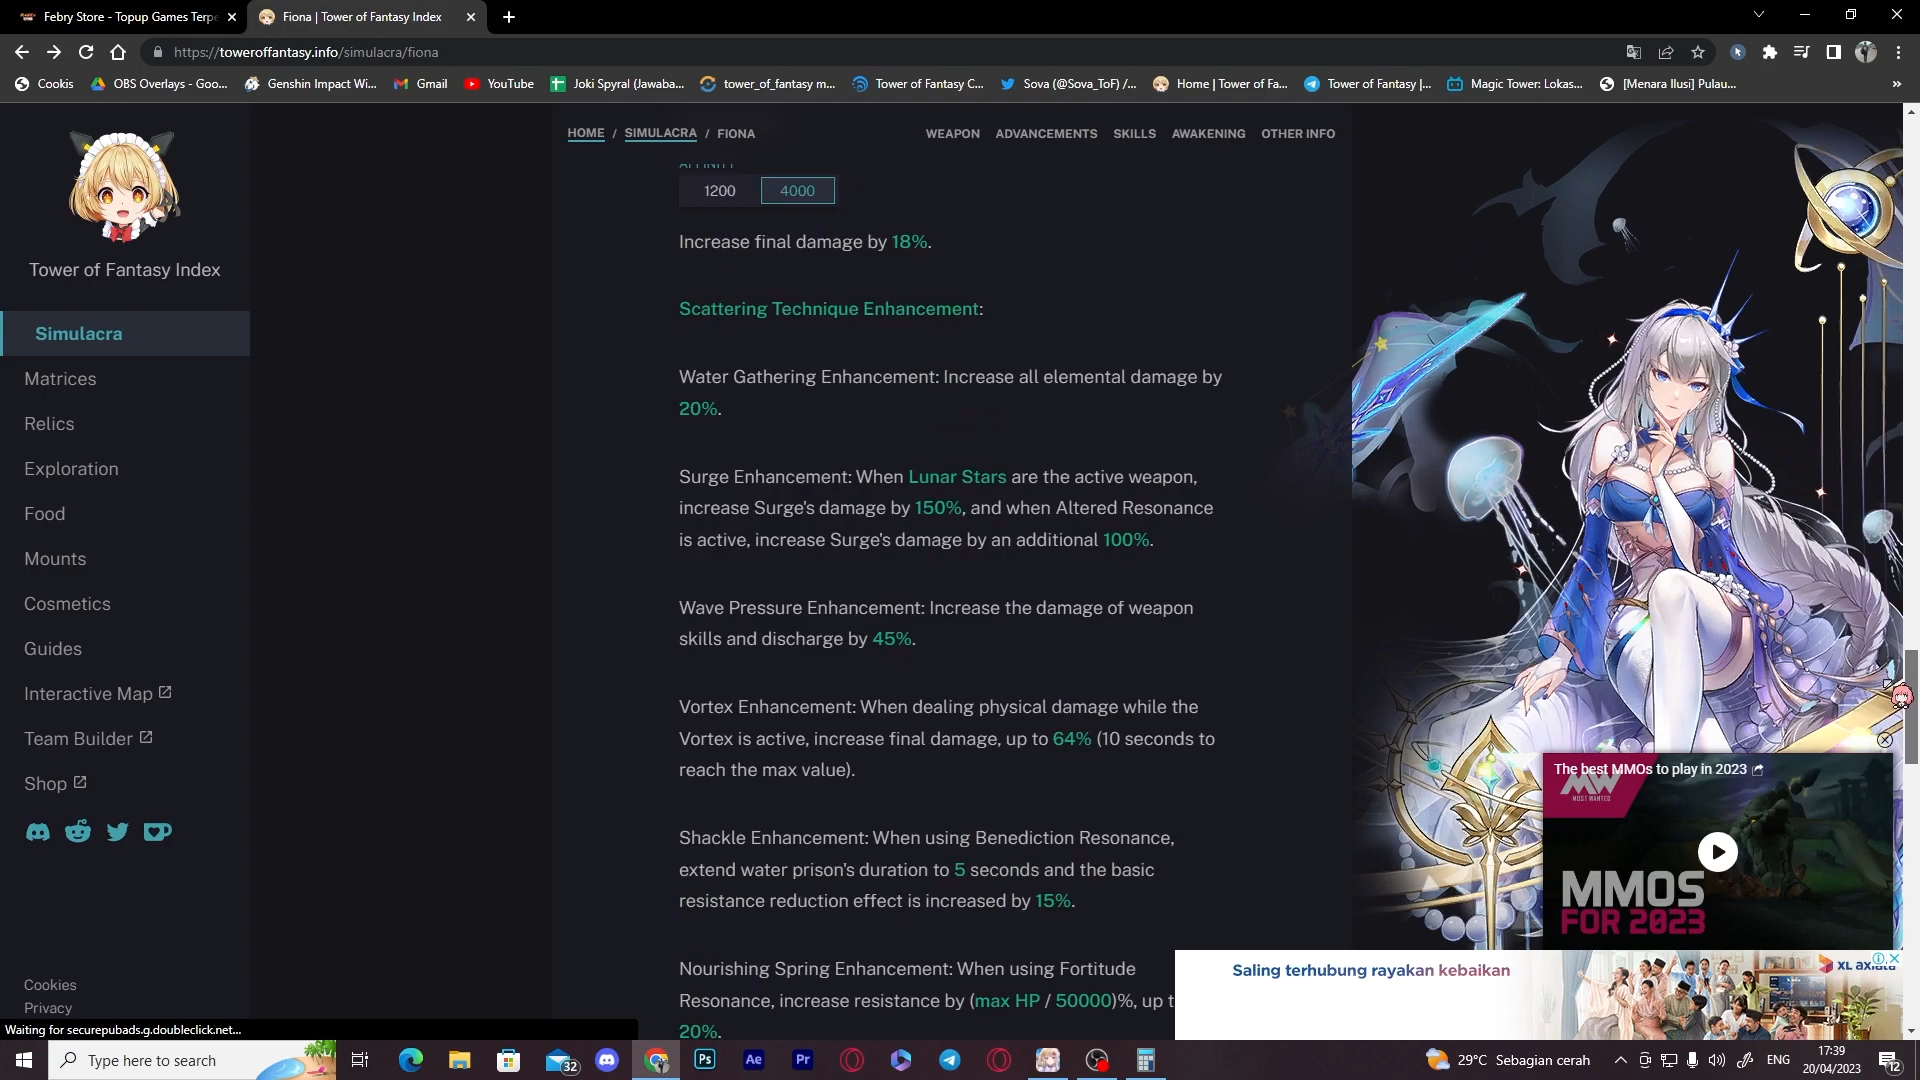 Febry Store - Topup Games Terpe
Fiona | Tower of Fantasy Index
https://toweroffantasy.info/simulacra/fiona
Cookis
OBS Overlays - Goo...
Genshin Impact Wi...
Gmail
YouTube
Joki Spyral (Jawaba...
tower_of_fantasy m...
Tower of Fantasy C...
Sova (@Sova_ToF) /...
Home | Tower of Fa...
Tower of Fantasy |...
Magic Tower: Lokas...
[Menara Ilusi] Pulau...
»
Tower of Fantasy Index
Simulacra
Matrices
Relics
Exploration
Food
Mounts
Cosmetics
Guides
Interactive Map
Team Builder
Shop
Cookies
Privacy
Waiting for securepubads.g.doubleclick.net...
HOME / SIMULACRA / FIONA
WEAPON ADVANCEMENTS SKILLS AWAKENING OTHER INFO
AFFINITY
1200 4000
Increase final damage by 18%.
Scattering Technique Enhancement:
Water Gathering Enhancement: Increase all elemental damage by
20%.
Surge Enhancement: When Lunar Stars are the active weapon,
increase Surge's damage by 150%, and when Altered Resonance
is active, increase Surge's damage by an additional 100%.
Wave Pressure Enhancement: Increase the damage of weapon
skills and discharge by 45%.
Vortex Enhancement: When dealing physical damage while the
Vortex is active, increase final damage, up to 64% (10 seconds to
reach the max value).
Shackle Enhancement: When using Benediction Resonance,
extend water prison's duration to 5 seconds and the basic
resistance reduction effect is increased by 15%.
Nourishing Spring Enhancement: When using Fortitude
Resonance, increase resistance by (max HP / 50000)%, up t
20%.
The best MMOs to play in 2023
MW
MOST WANTED
MMOS
FOR 2023
Saling terhubung rayakan kebaikan
XL axiata
Type here to search
32
Ps
Ae
Pr
29°C Sebagian cerah
ENG
17:39
20/04/2023
12